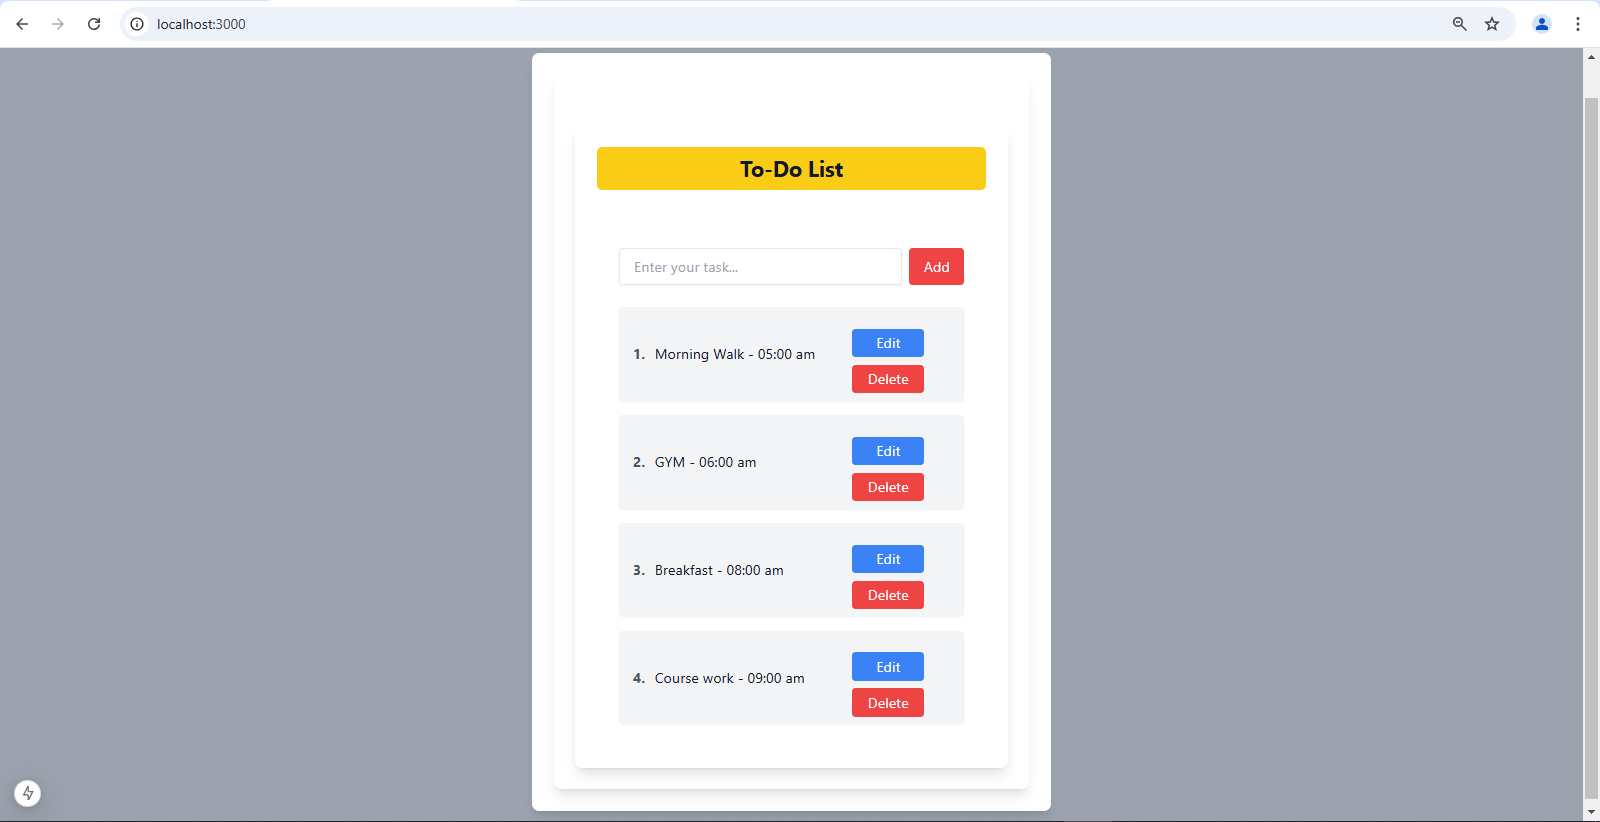 localhost:3000
To-Do List
Enter your task... Add
1. Morning Walk - 05:00 am
Edit
Delete
2. GYM - 06:00 am
Edit
Delete
3. Breakfast - 08:00 am
Edit
Delete
4. Course work - 09:00 am
Edit
Delete